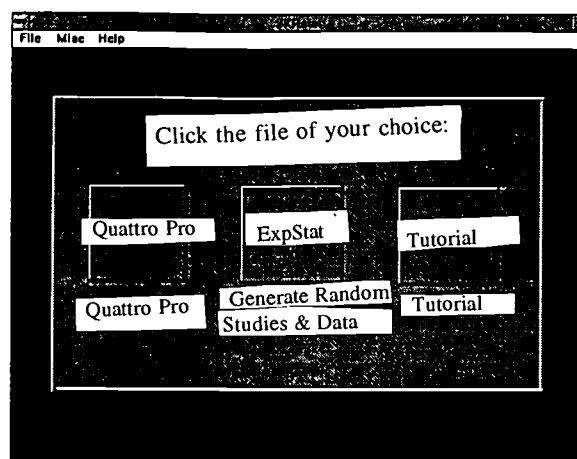 File Misc Help
Click the file of your choice:
Quattro Pro ExpStat Tutorial
Quattro Pro Generate Random Tutorial
Studies & Data